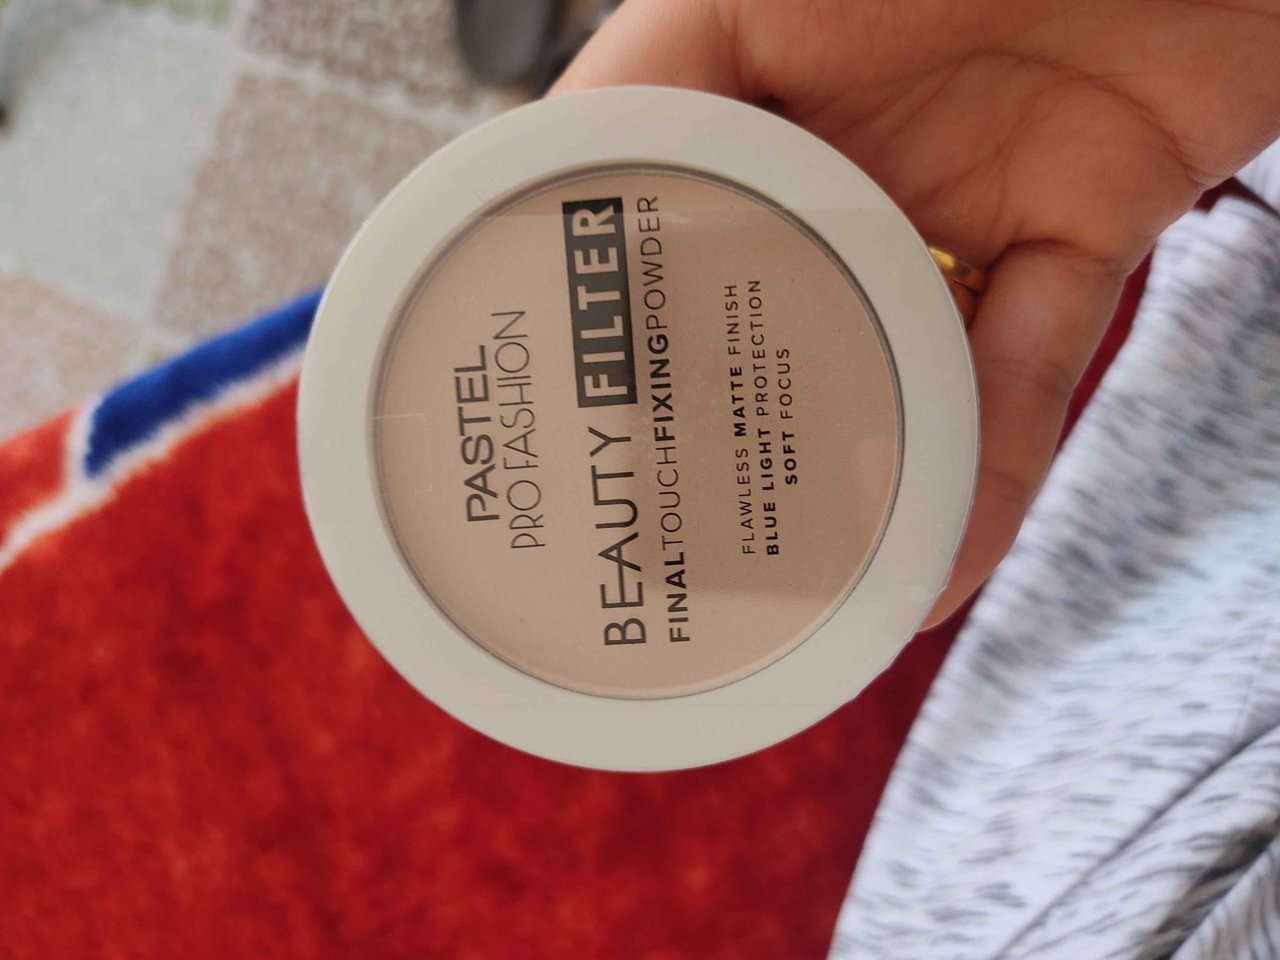 PASTEL
PROFASHION
BEAUTY FILTER
FINALTOUCHFIXINGPOWDER
FLAWLESS MATTE FINISH
BLUE LIGHT PROTECTION
SOFT FOCUS